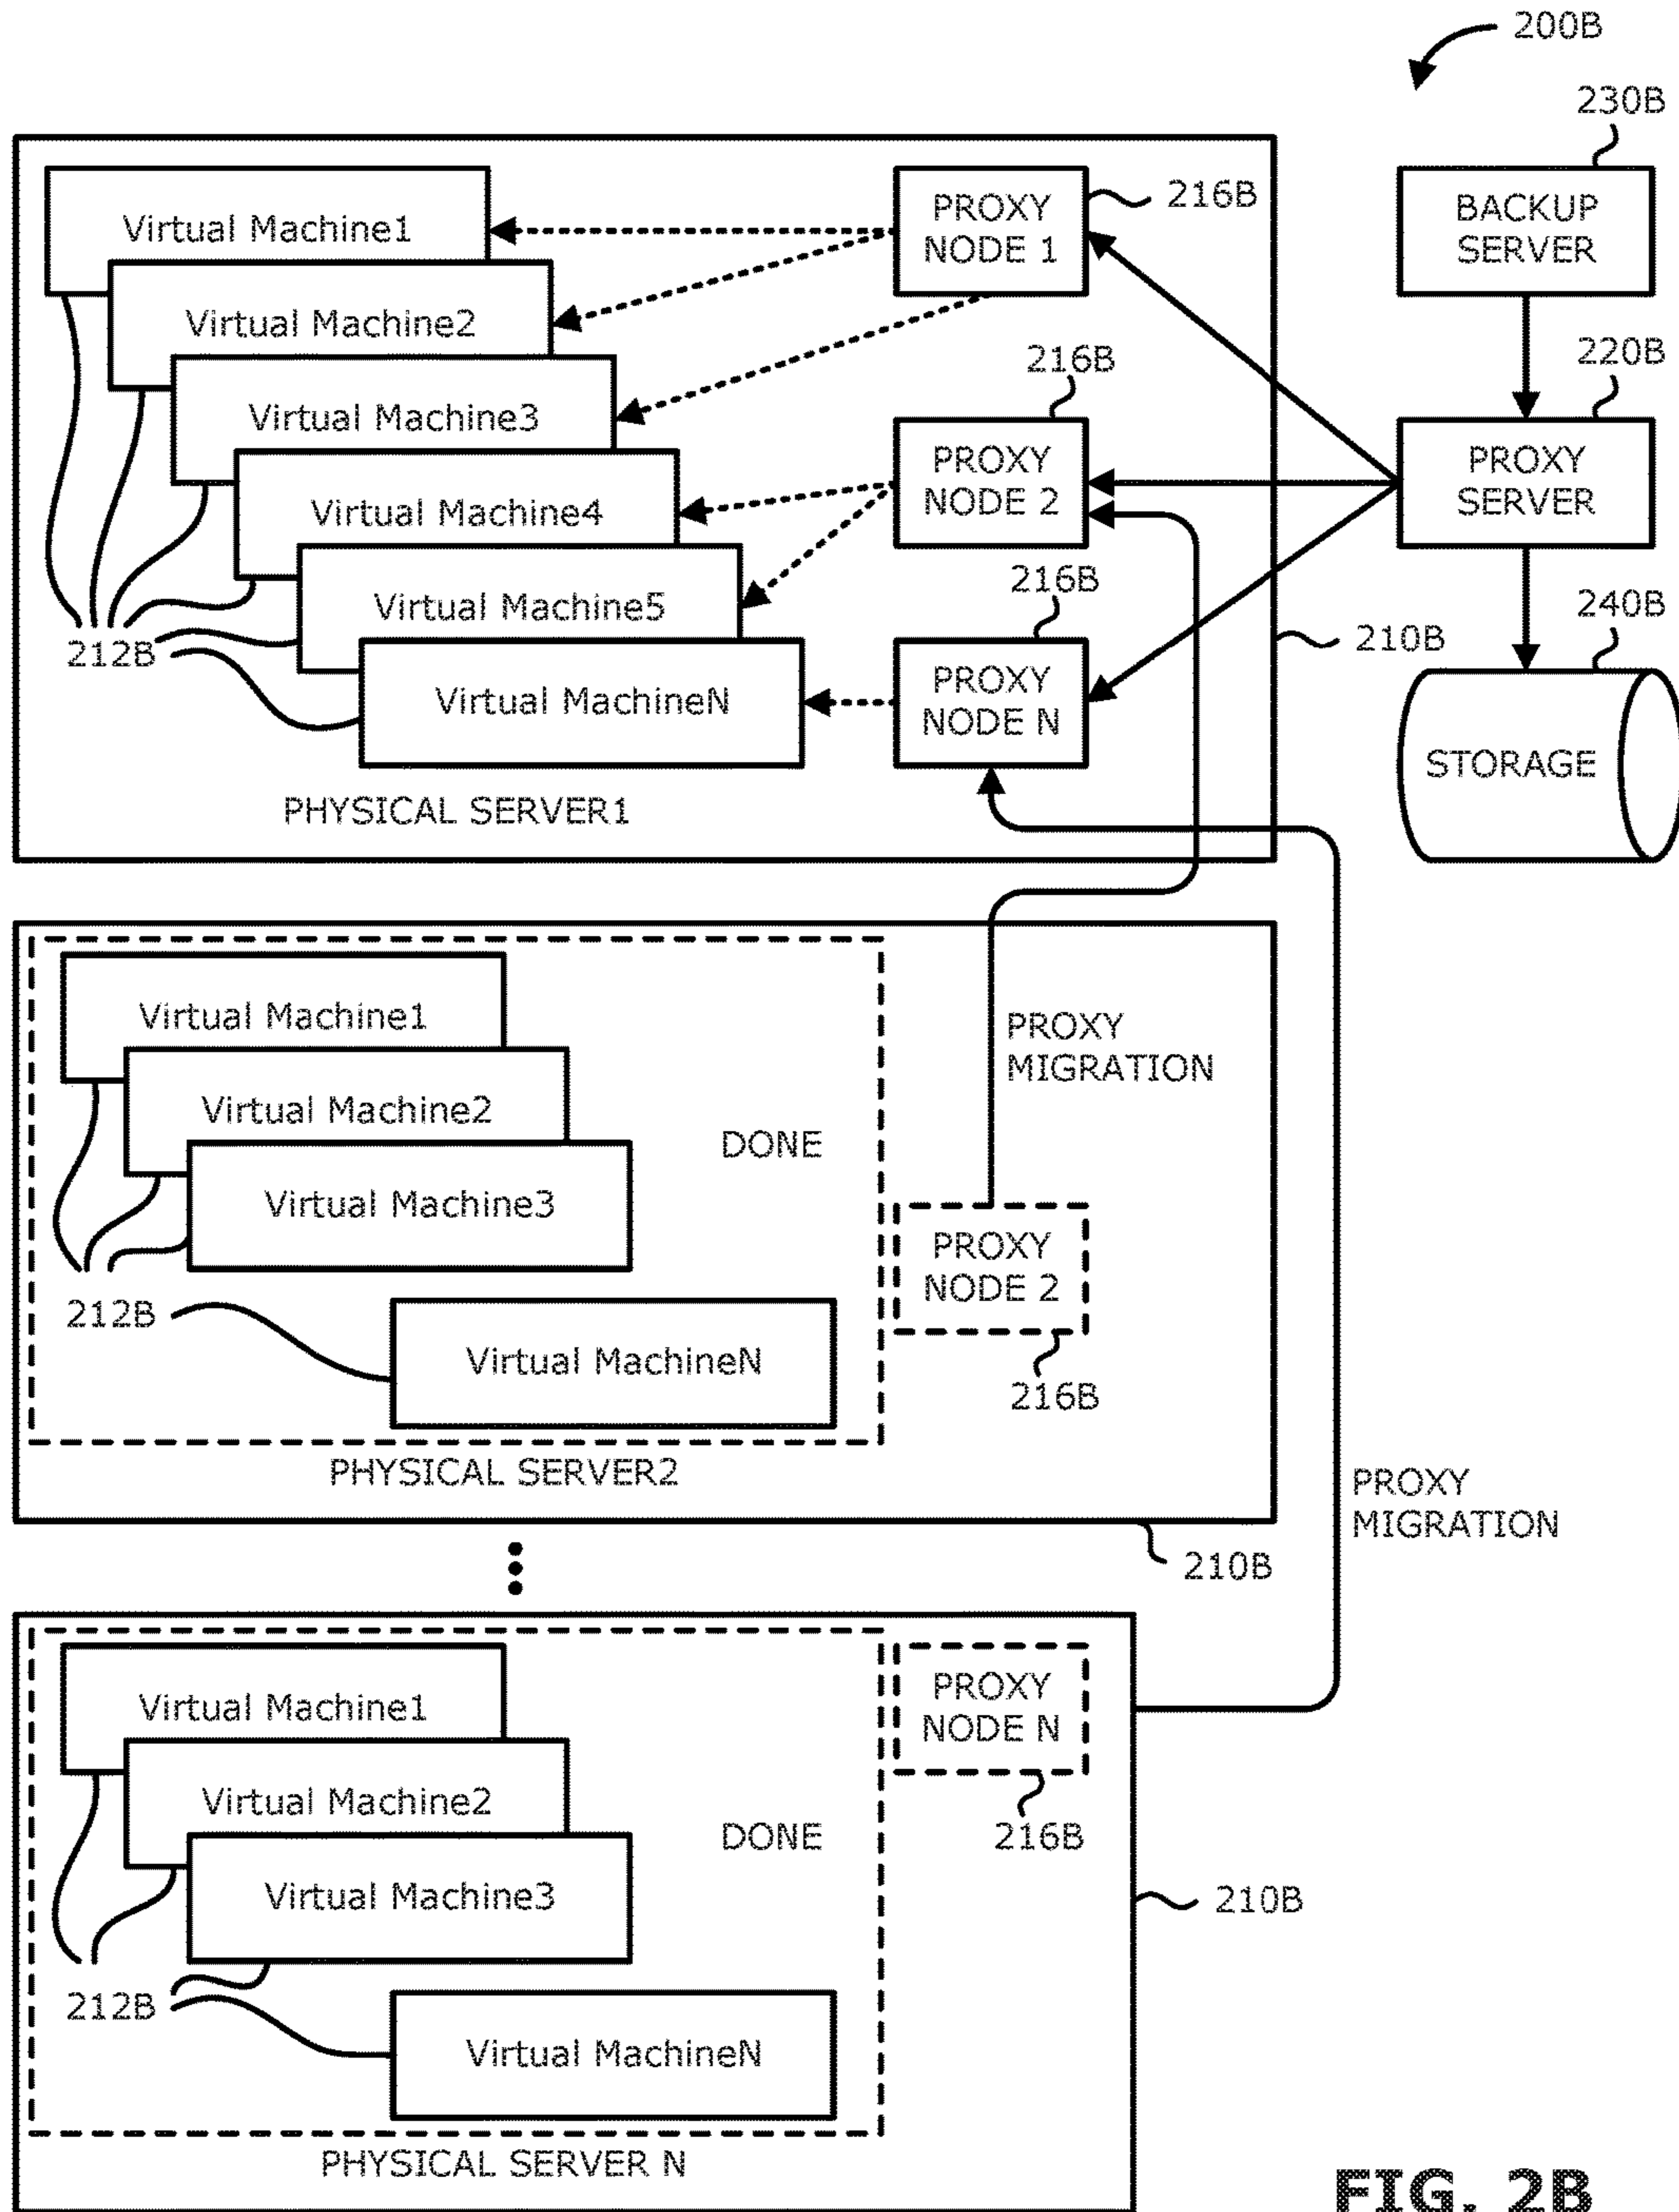 200B
230B
BACKUP
SERVER
220B
PROXY
SERVER
240B
STORAGE
Virtual Machine1
Virtual Machine2
Virtual Machine3
Virtual Machine4
Virtual Machine5
Virtual MachineN
212B
PROXY
NODE 1
216B
216B
PROXY
NODE 2
216B
PROXY
NODE N
210B
PHYSICAL SERVER1
Virtual Machine1
Virtual Machine2
Virtual Machine3
DONE
212B
Virtual MachineN
PROXY
MIGRATION
PROXY
NODE 2
216B
PHYSICAL SERVER2
210B
PROXY
MIGRATION
Virtual Machine1
Virtual Machine2
Virtual Machine3
DONE
212B
Virtual MachineN
PROXY
NODE N
216B
210B
PHYSICAL SERVER N
FIG. 2B